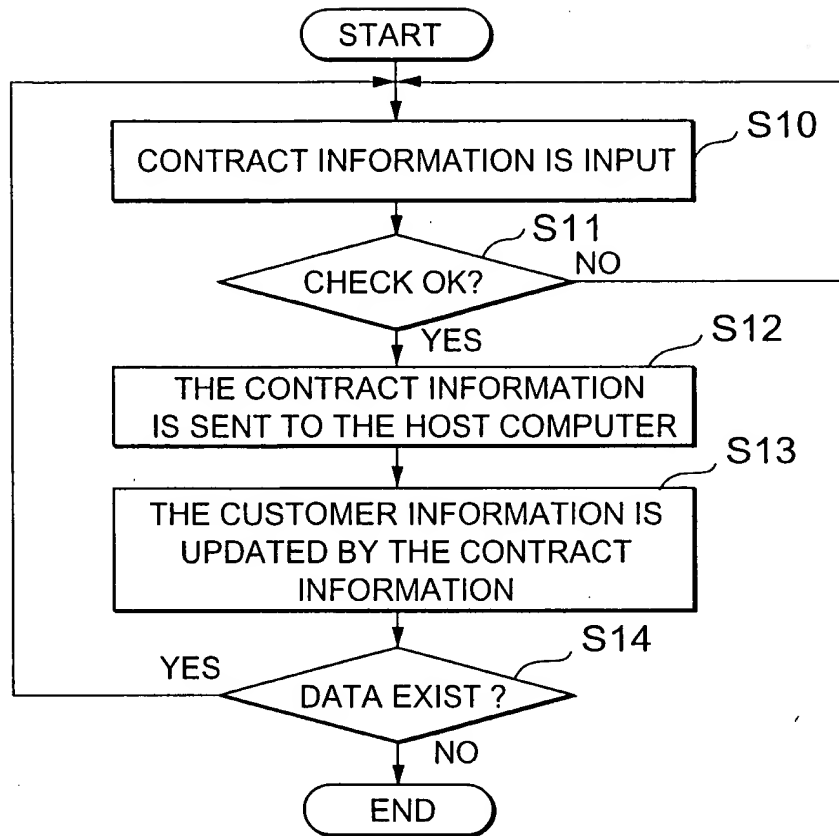 START
S10
CONTRACT INFORMATION IS INPUT
S11
CHECK OK?
NO
YES
S12
THE CONTRACT INFORMATION
IS SENT TO THE HOST COMPUTER
S13
THE CUSTOMER INFORMATION IS
UPDATED BY THE CONTRACT
INFORMATION
S14
YES
DATA EXIST ?
NO
END